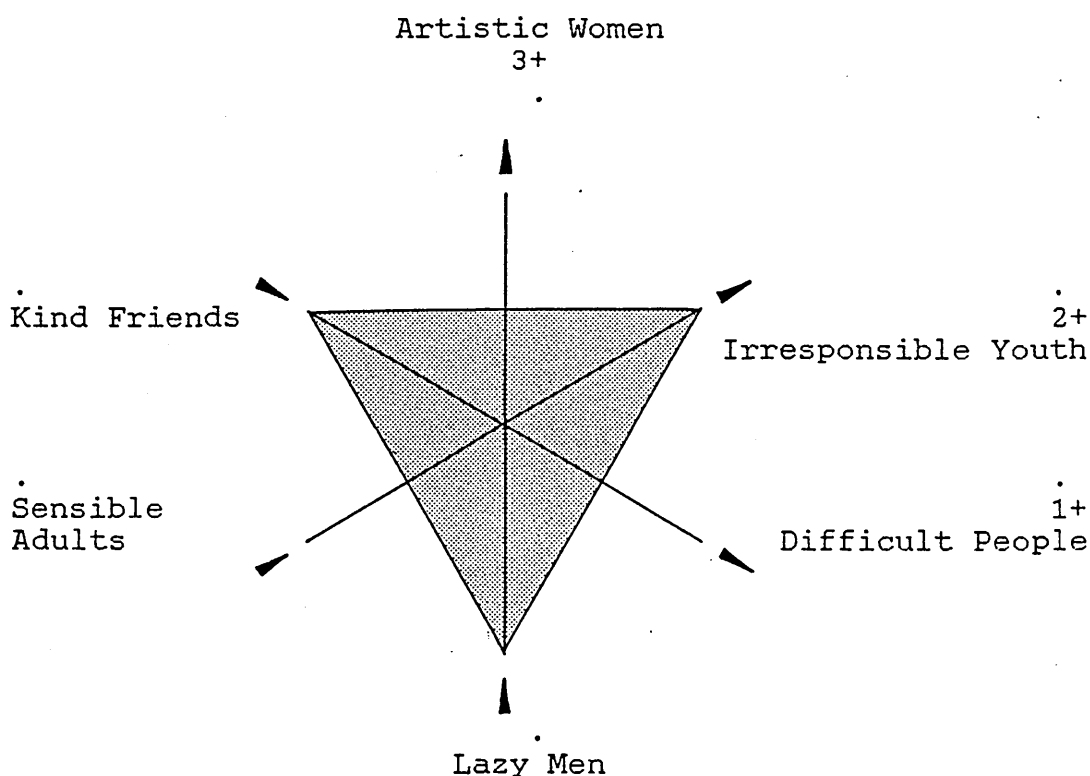 Artistic Women
3+
Kind Friends
2+
Irresponsible Youth
Sensible
Adults
1+
Difficult People
Lazy Men